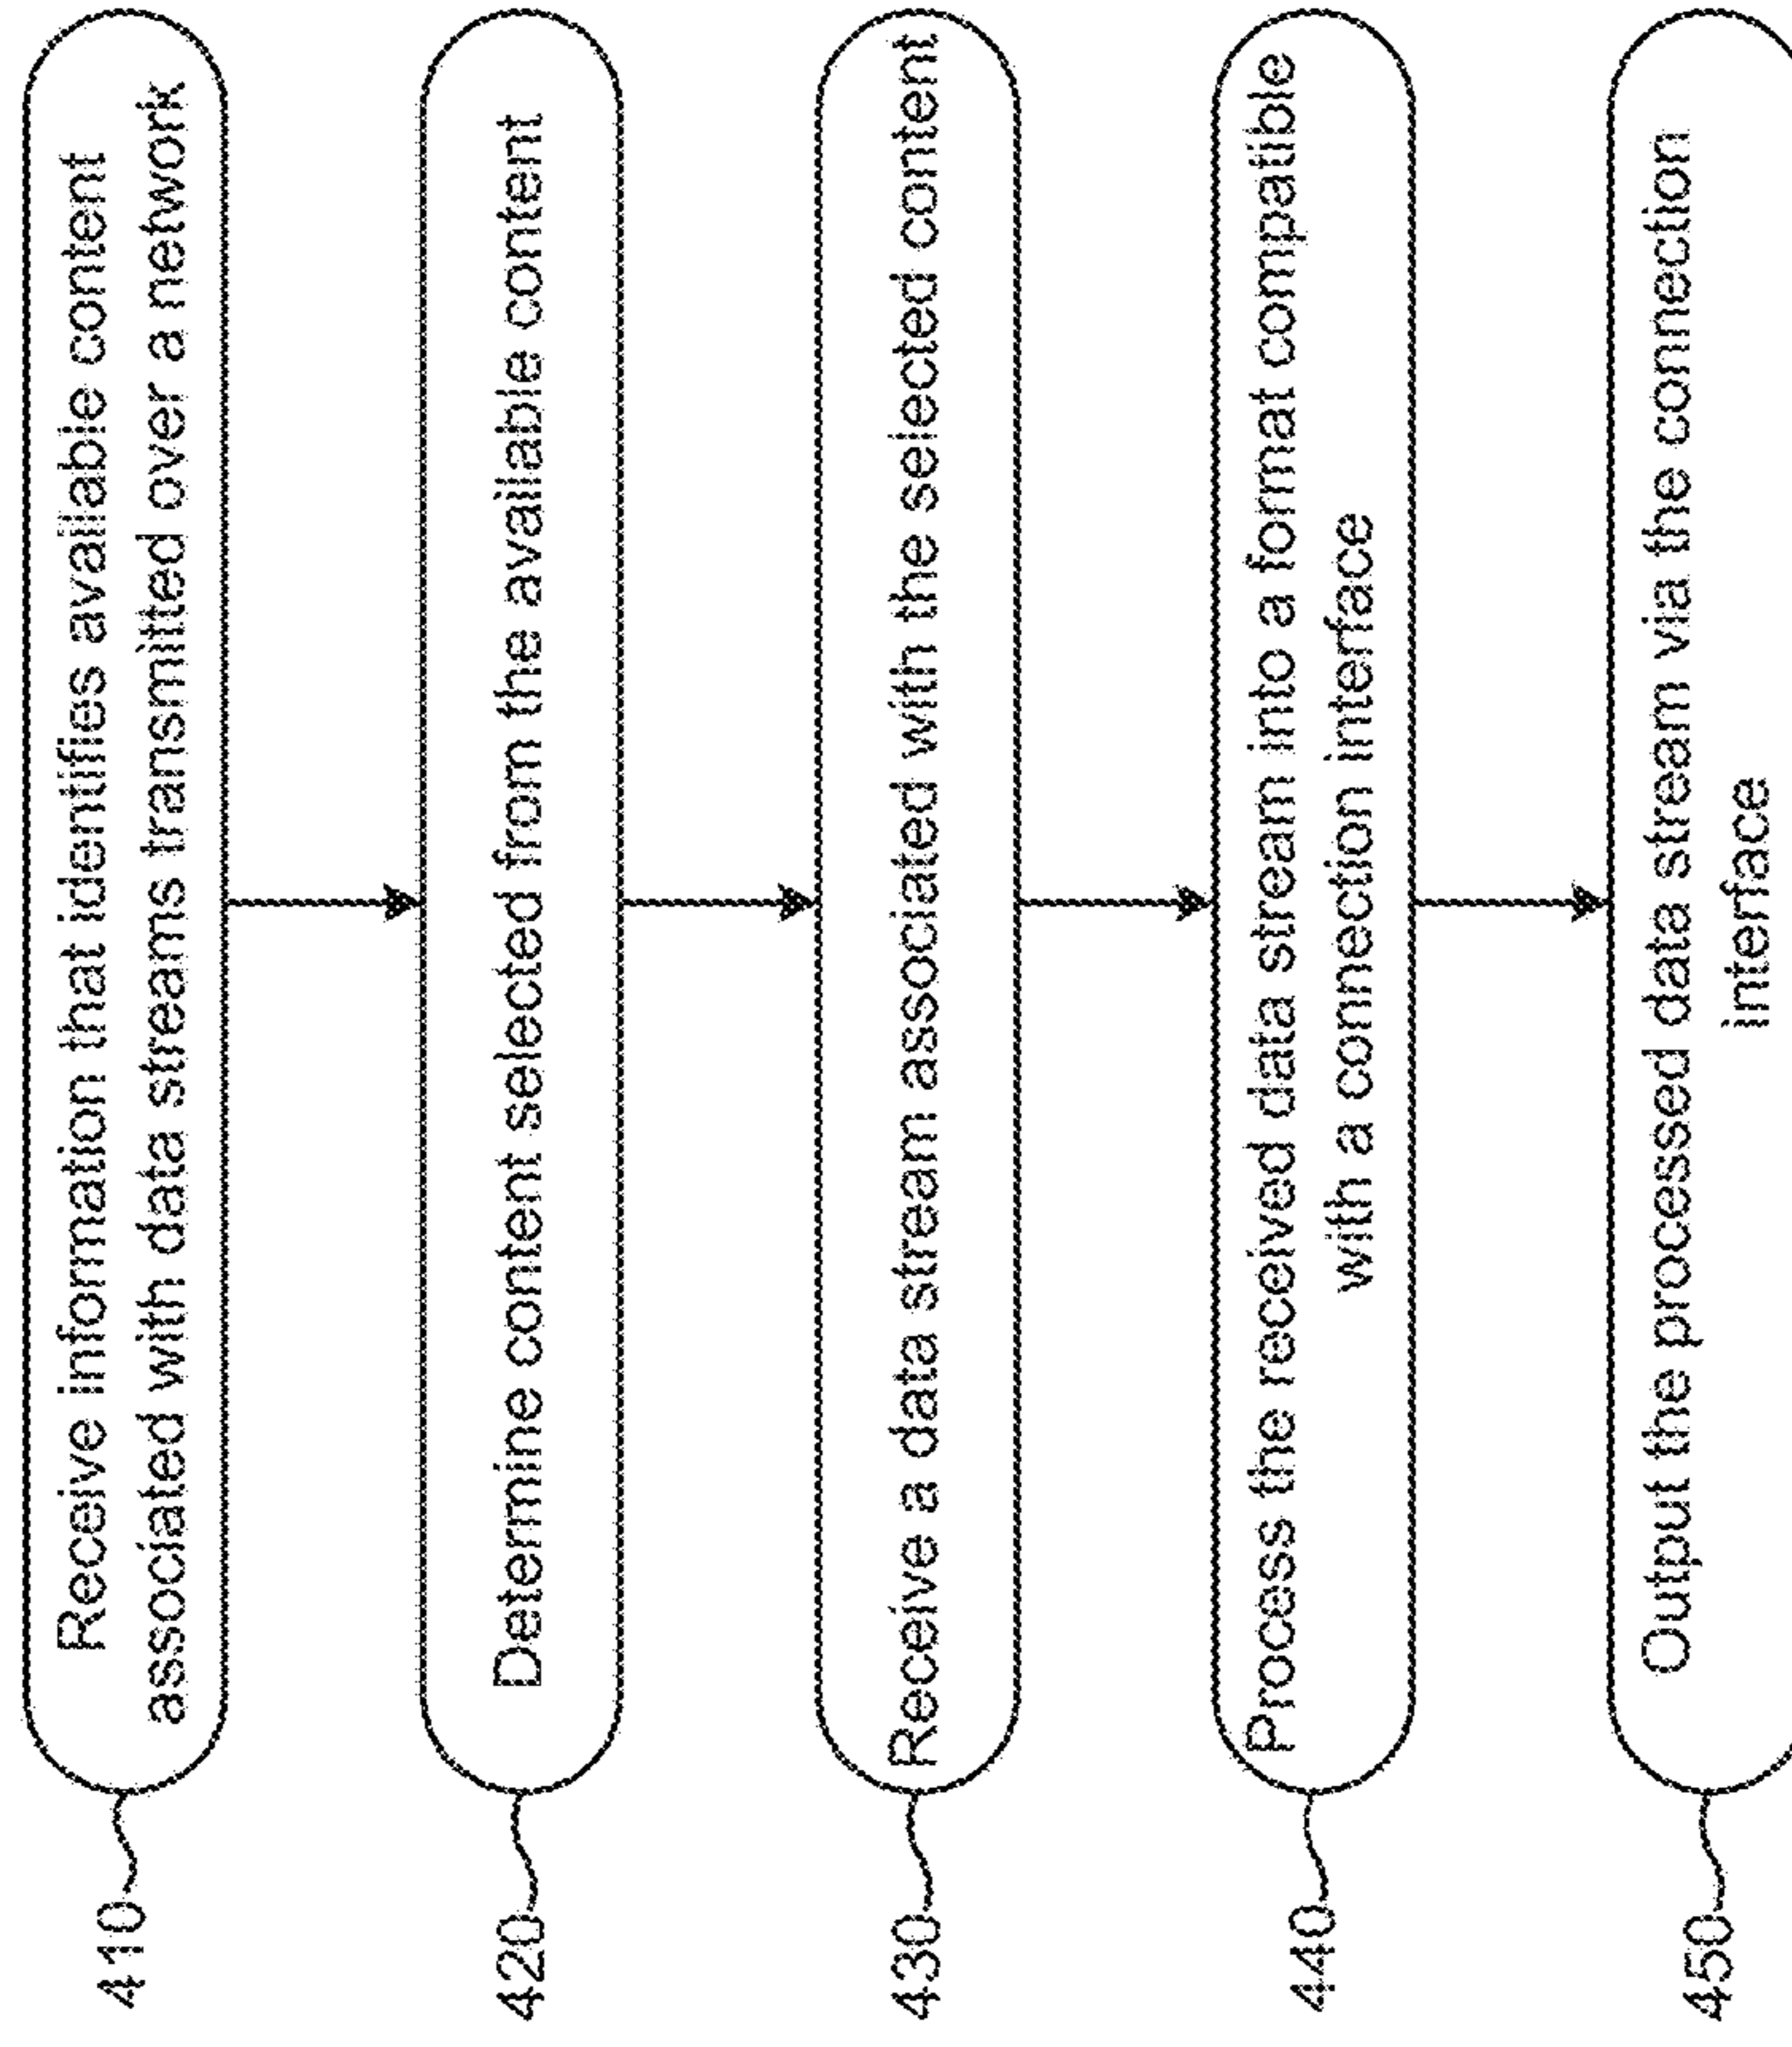 410
Receive information that identifies available content
associated with data streams transmitted over a network
420
Determine content selected from the available content
430
Receive a data stream associated with the selected content
440
Process the received data stream into a format compatible
with a connection interface
450
Output the processed data stream via the connection
interface